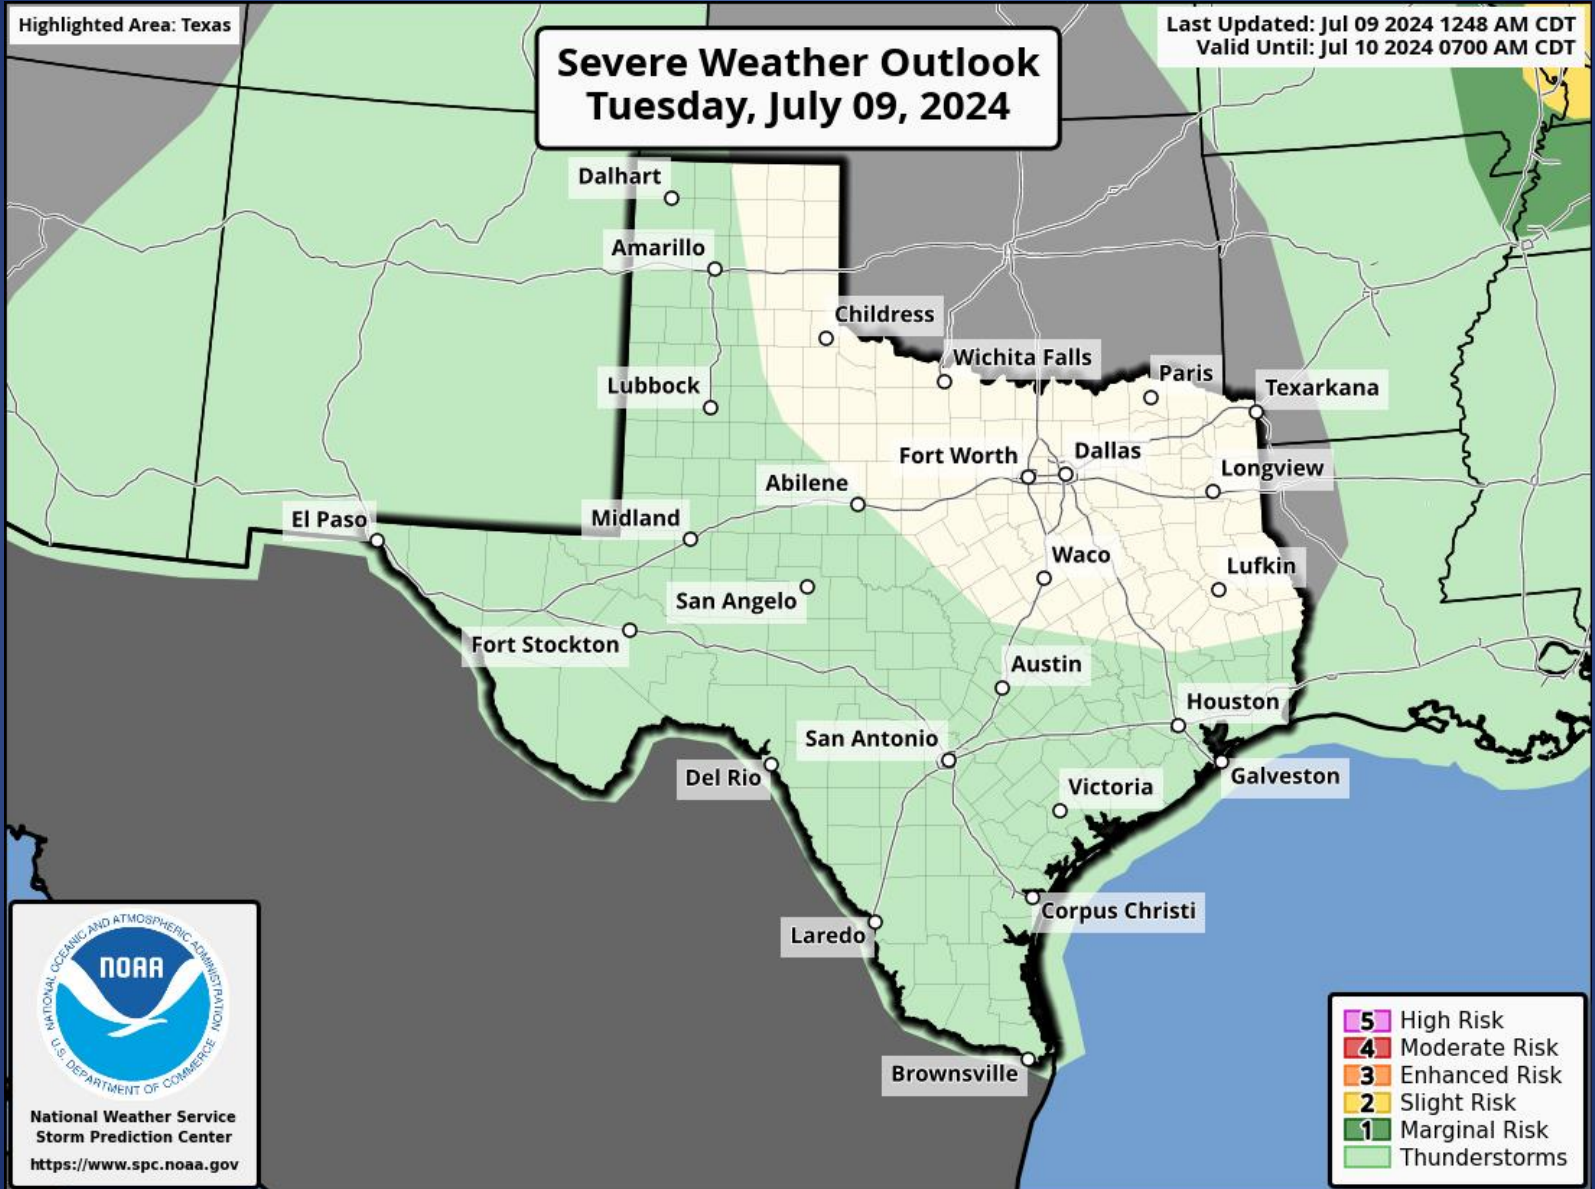 Highlighted Area: Texas
Severe Weather Outlook
Tuesday, July 09, 2024
Last Updated: Jul 09 2024 1248 AM CDT
Valid Until: Jul 10 2024 0700 AM CDT
Dalhart
Amarillo
Childress
Wichita Falls
Paris
Texarkana
Lubbock
Fort Worth
Dallas
Longview
Abilene
El Paso
Midland
Waco
Lufkin
San Angelo
Fort Stockton
Austin
Houston
San Antonio
Del Rio
Galveston
Victoria
Corpus Christi
Laredo
Brownsville
NATIONAL OCEANIC AND ATMOSPHERIC ADMINISTRATION
NOAA
U.S. DEPARTMENT OF COMMERCE
National Weather Service
Storm Prediction Center
https://www.spc.noaa.gov
5 High Risk
4 Moderate Risk
3 Enhanced Risk
2 Slight Risk
1 Marginal Risk
Thunderstorms